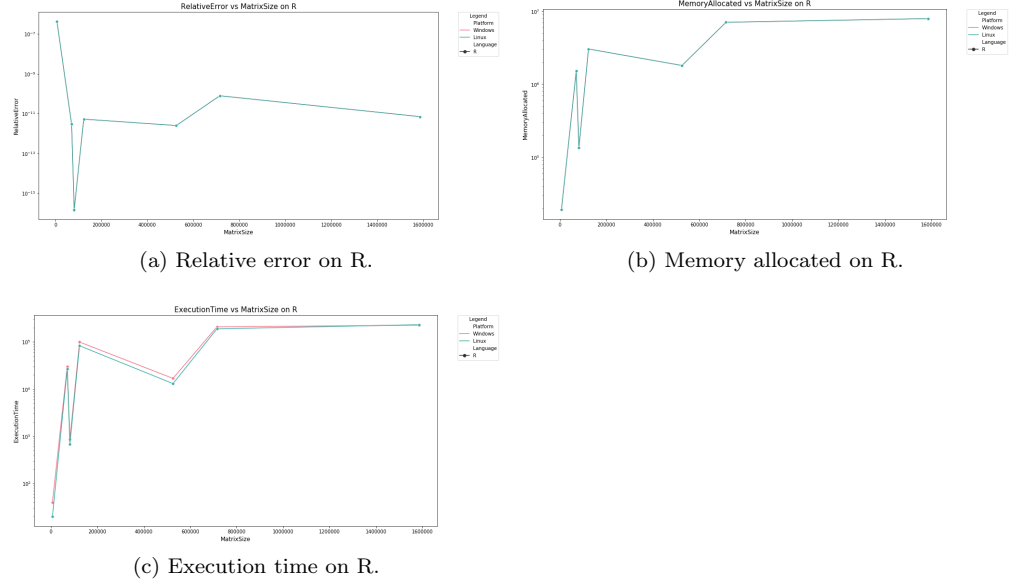 RelativeError vs MatrixSize on R
Legend
Platform
Windows
Linux
Language
R
RelativeError
10⁻⁷
10⁻⁹
10⁻¹¹
10⁻¹³
10⁻¹⁵
0 200000 400000 600000 800000 1000000 1200000 1400000 1600000
MatrixSize
(a) Relative error on R.
MemoryAllocated vs MatrixSize on R
Legend
Platform
Windows
Linux
Language
R
MemoryAllocated
10⁷
10⁶
10⁵
0 200000 400000 600000 800000 1000000 1200000 1400000 1600000
MatrixSize
(b) Memory allocated on R.
ExecutionTime vs MatrixSize on R
Legend
Platform
Windows
Linux
Language
R
ExecutionTime
10⁵
10⁴
10³
10²
0 200000 400000 600000 800000 1000000 1200000 1400000 1600000
MatrixSize
(c) Execution time on R.